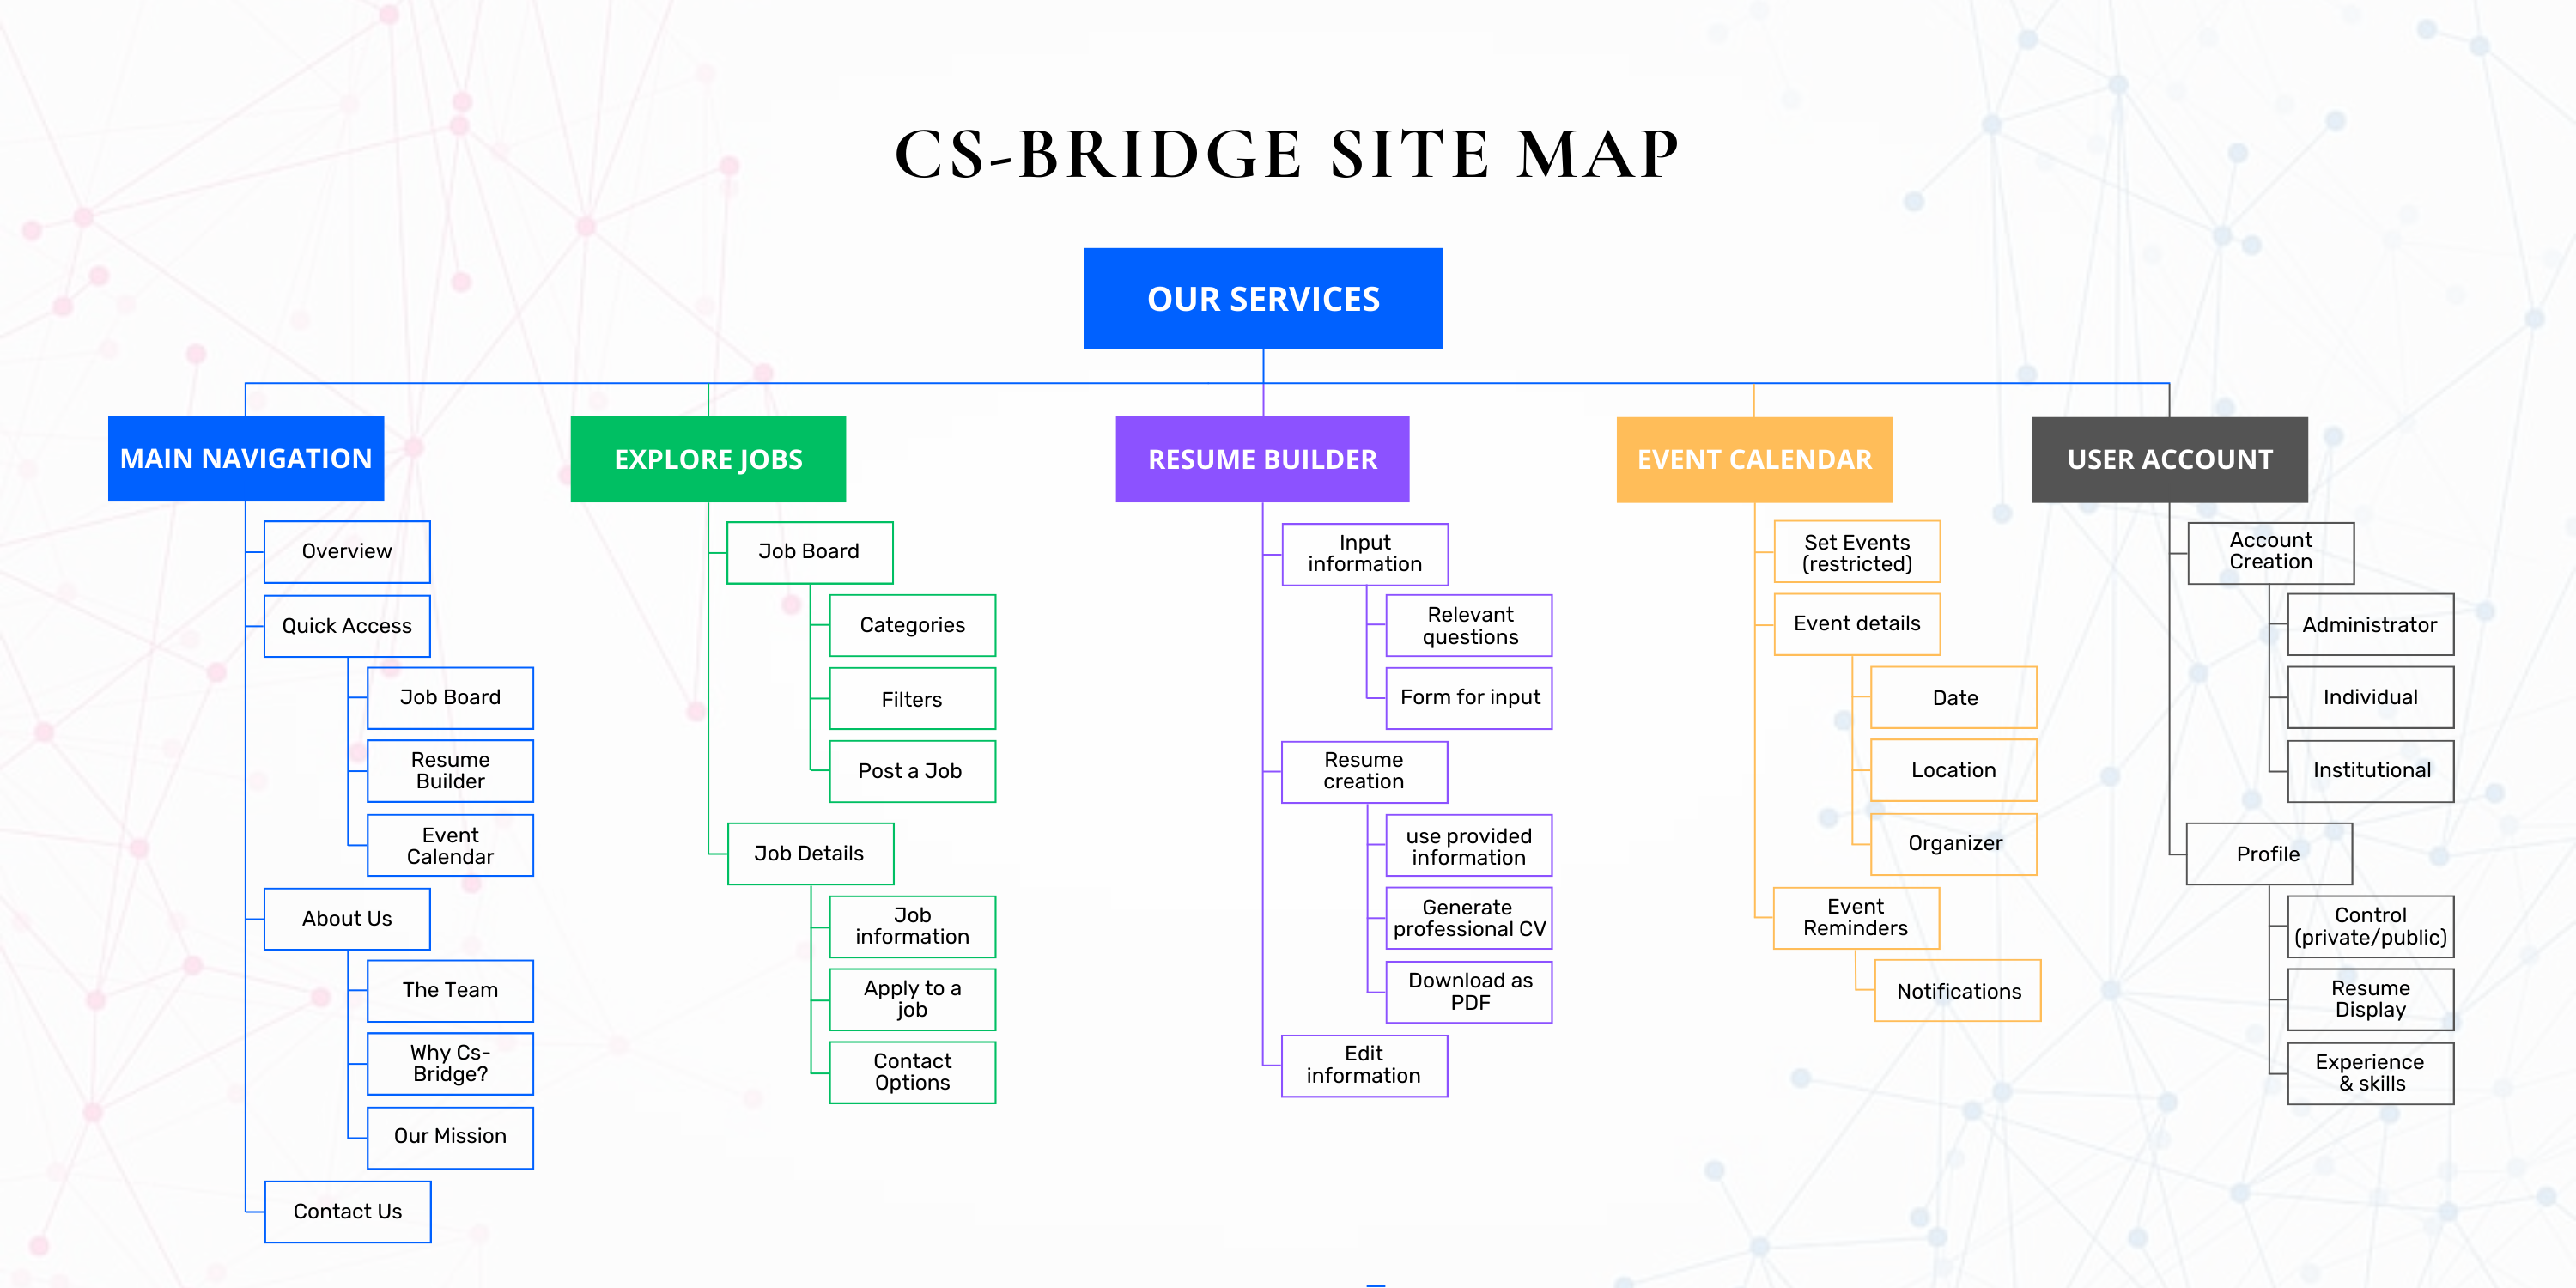 CS-BRIDGE SITE MAP
OUR SERVICES
MAIN NAVIGATION
Overview
Quick Access
Job Board
Resume
Builder
Event
Calendar
About Us
The Team
Why Cs-
Bridge?
Our Mission
Contact Us
EXPLORE JOBS
Job Board
Categories
Filters
Post a Job
Job Details
Job
information
Apply to a
job
Contact
Options
RESUME BUILDER
Input
information
Relevant
questions
Form for input
Resume
creation
use provided
information
Generate
professional CV
Download as
PDF
Edit
information
EVENT CALENDAR
Set Events
(restricted)
Event details
Date
Location
Organizer
Event
Reminders
Notifications
USER ACCOUNT
Account
Creation
Administrator
Individual
Institutional
Profile
Control
(private/public)
Resume
Display
Experience
& skills